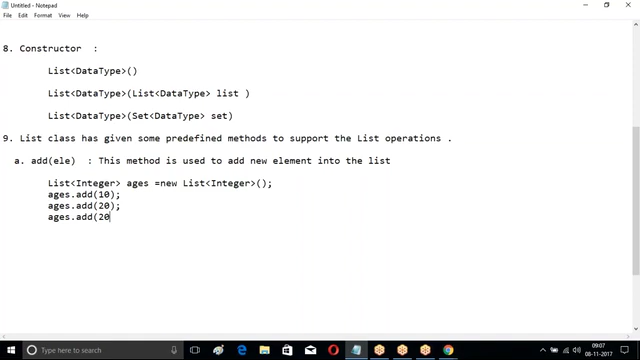 Untitled - Notepad
File Edit Format View Help
8. Constructor :
List<DataType>()
List<DataType>(List<DataType> list )
List<DataType>(Set<DataType> set)
9. List class has given some predefined methods to support the List operations .
a. add(ele) : This method is used to add new element into the list
List<Integer> ages =new List<Integer>();
ages.add(10);
ages.add(20);
ages.add(20
Type here to search
09:07
08-11-2017